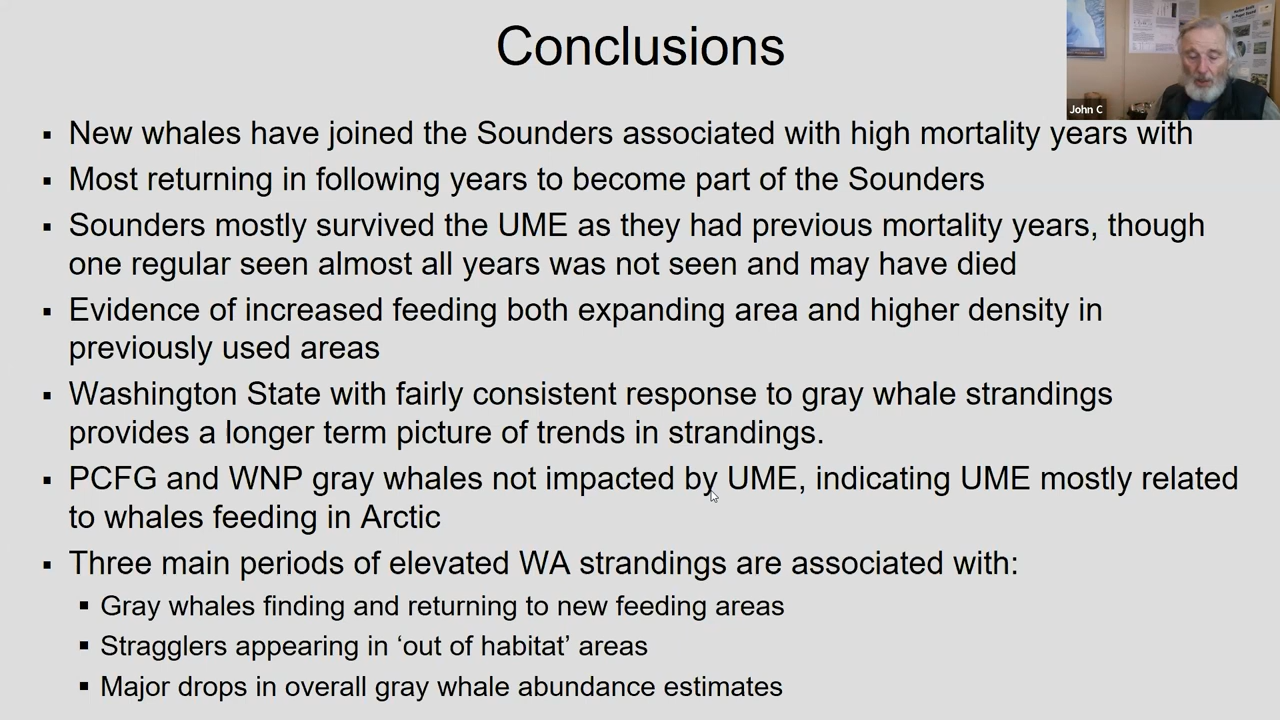 Conclusions
John C
▪ New whales have joined the Sounders associated with high mortality years with
▪ Most returning in following years to become part of the Sounders
▪ Sounders mostly survived the UME as they had previous mortality years, though
one regular seen almost all years was not seen and may have died
▪ Evidence of increased feeding both expanding area and higher density in
previously used areas
▪ Washington State with fairly consistent response to gray whale strandings
provides a longer term picture of trends in strandings.
▪ PCFG and WNP gray whales not impacted by UME, indicating UME mostly related
to whales feeding in Arctic
▪ Three main periods of elevated WA strandings are associated with:
▪ Gray whales finding and returning to new feeding areas
▪ Stragglers appearing in ‘out of habitat’ areas
▪ Major drops in overall gray whale abundance estimates